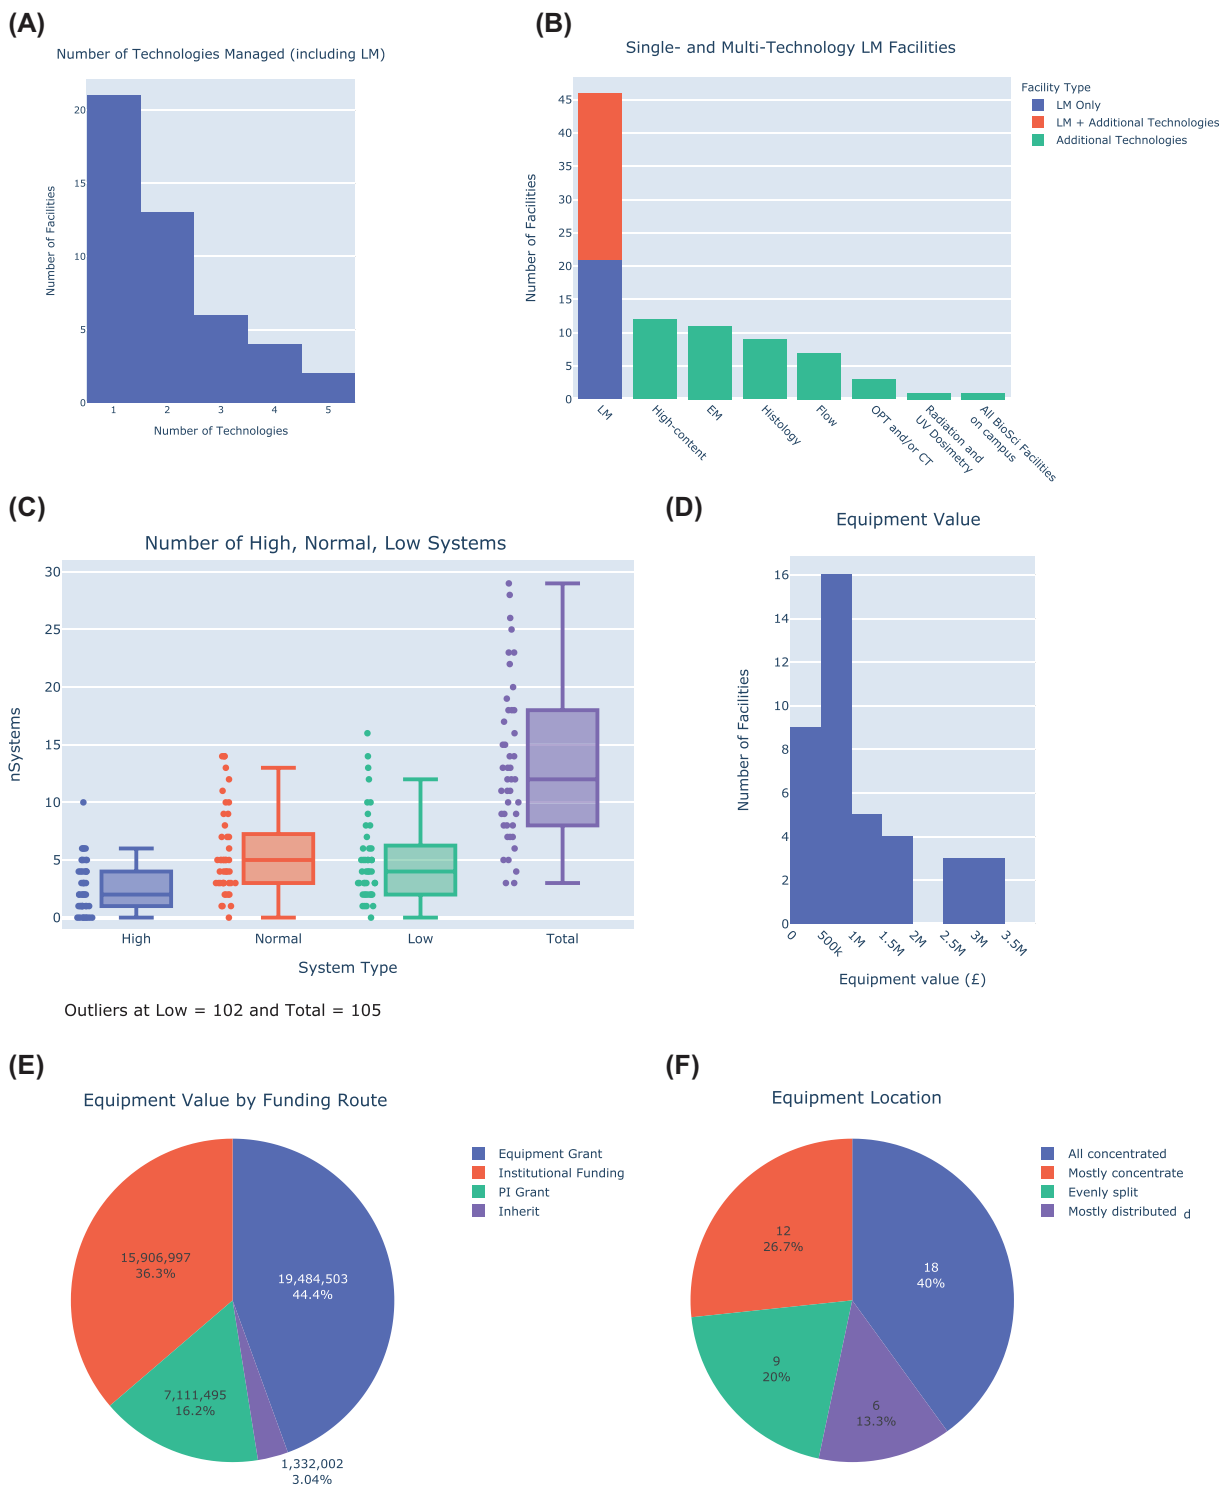 (A)
Number of Technologies Managed (including LM)
Number of Facilities
20
15
10
5
0
1 2 3 4 5
Number of Technologies
(B)
Single- and Multi-Technology LM Facilities
Number of Facilities
45
40
35
30
25
20
15
10
5
0
LM
High-content
EM
Histology
Flow
OPT and/or CT
Radiation and
UV Dosimetry
All BioSci Facilities
on campus
Facility Type
LM Only
LM + Additional Technologies
Additional Technologies
(C)
Number of High, Normal, Low Systems
nSystems
30
25
20
15
10
5
0
High Normal Low Total
System Type
Outliers at Low = 102 and Total = 105
(D)
Equipment Value
Number of Facilities
16
14
12
10
8
6
4
2
0
0 500k 1M 1.5M 2M 2.5M 3M 3.5M
Equipment value (£)
(E)
Equipment Value by Funding Route
15,906,997
36.3%
19,484,503
44.4%
7,111,495
16.2%
1,332,002
3.04%
Equipment Grant
Institutional Funding
PI Grant
Inherit
(F)
Equipment Location
12
26.7%
18
40%
9
20%
6
13.3%
All concentrated
Mostly concentrate
Evenly split
Mostly distributed d